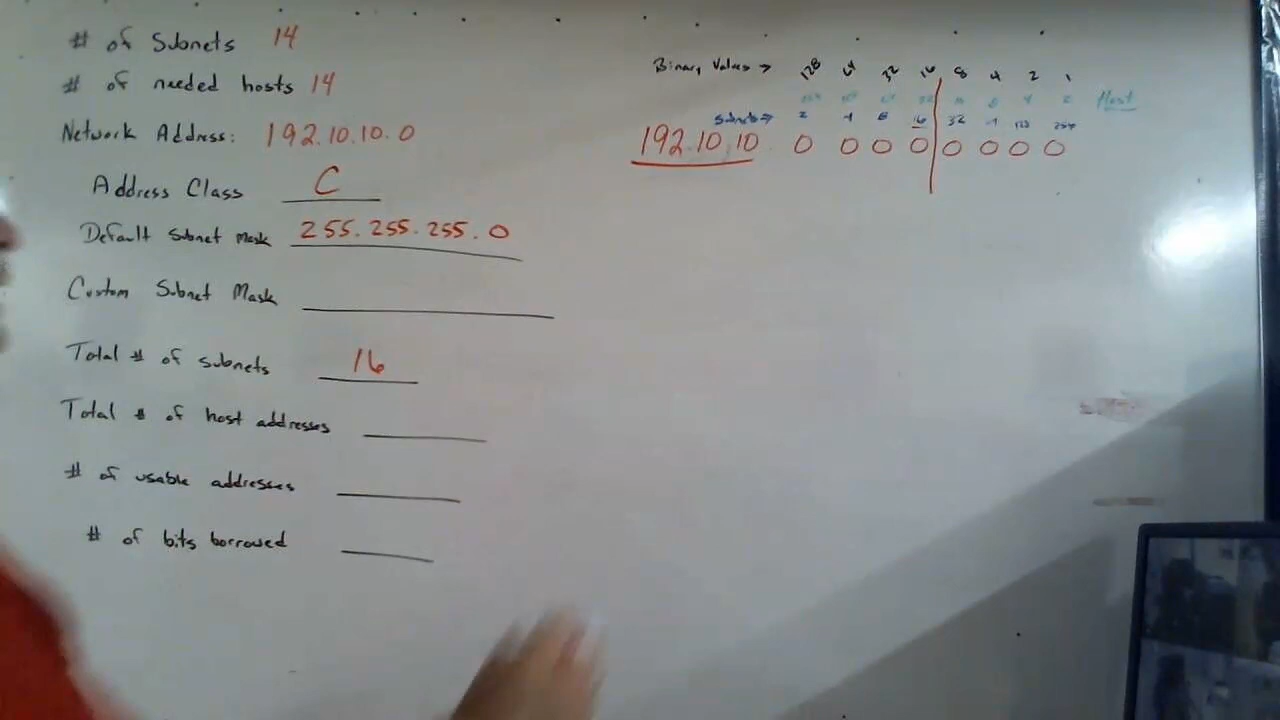 # of Subnets 14
# of needed hosts 14
Network Address: 192.10.10.0
Address Class C
Default Subnet Mask 255.255.255.0
Custom Subnet Mask
Total # of subnets 16
Total # of host addresses
# of usable addresses
# of bits borrowed
Binary Values → 128 64 32 16 8 4 2 1
Host
Subnets → 2 4 8 16 32
192.10.10. 0 0 0 0 0 0 0 0